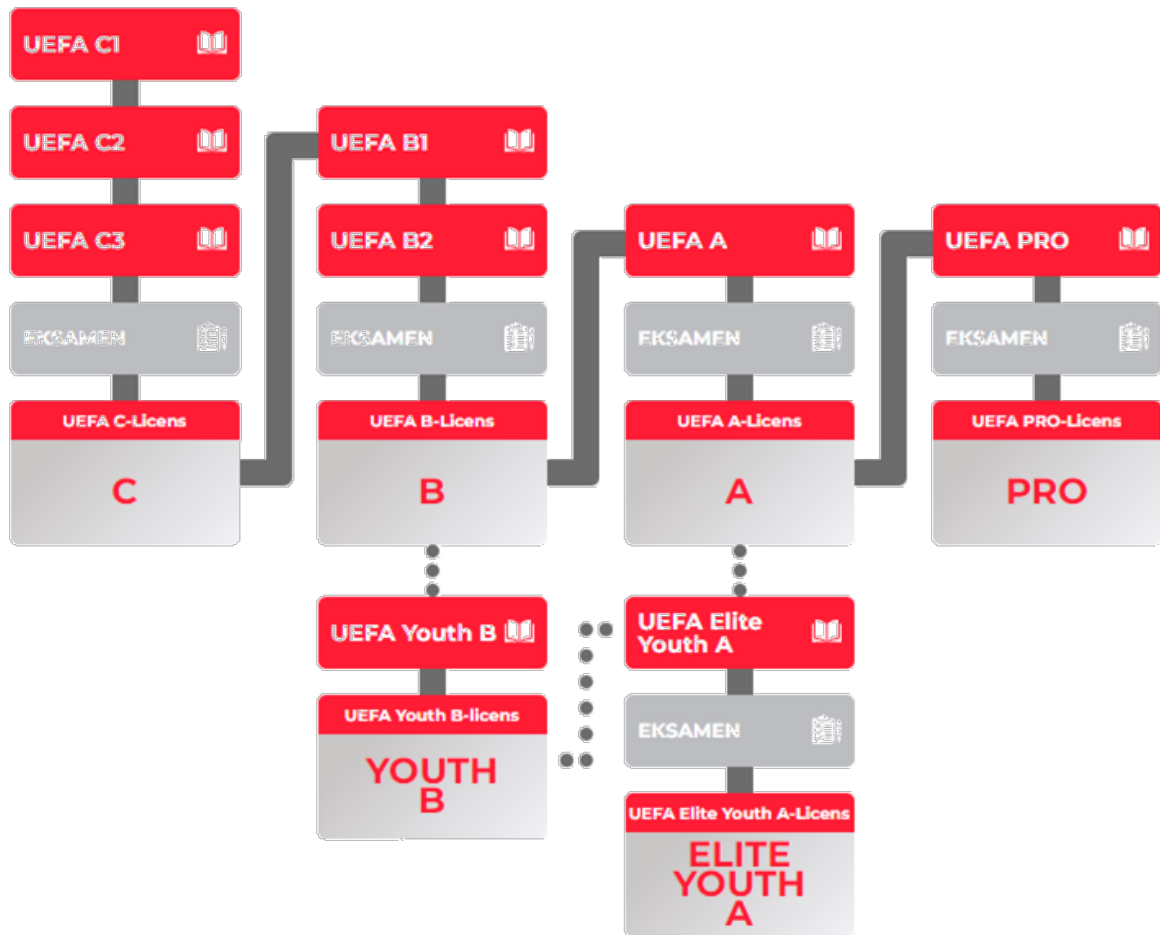 UEFA C1
UEFA C2
UEFA C3
EKSAMEN
UEFA C-Licens
C
UEFA B1
UEFA B2
EKSAMEN
UEFA B-Licens
B
UEFA Youth B
UEFA Youth B-licens
YOUTH
B
UEFA A
EKSAMEN
UEFA A-Licens
A
UEFA Elite
Youth A
EKSAMEN
UEFA Elite Youth A-Licens
ELITE
YOUTH
A
UEFA PRO
EKSAMEN
UEFA PRO-Licens
PRO